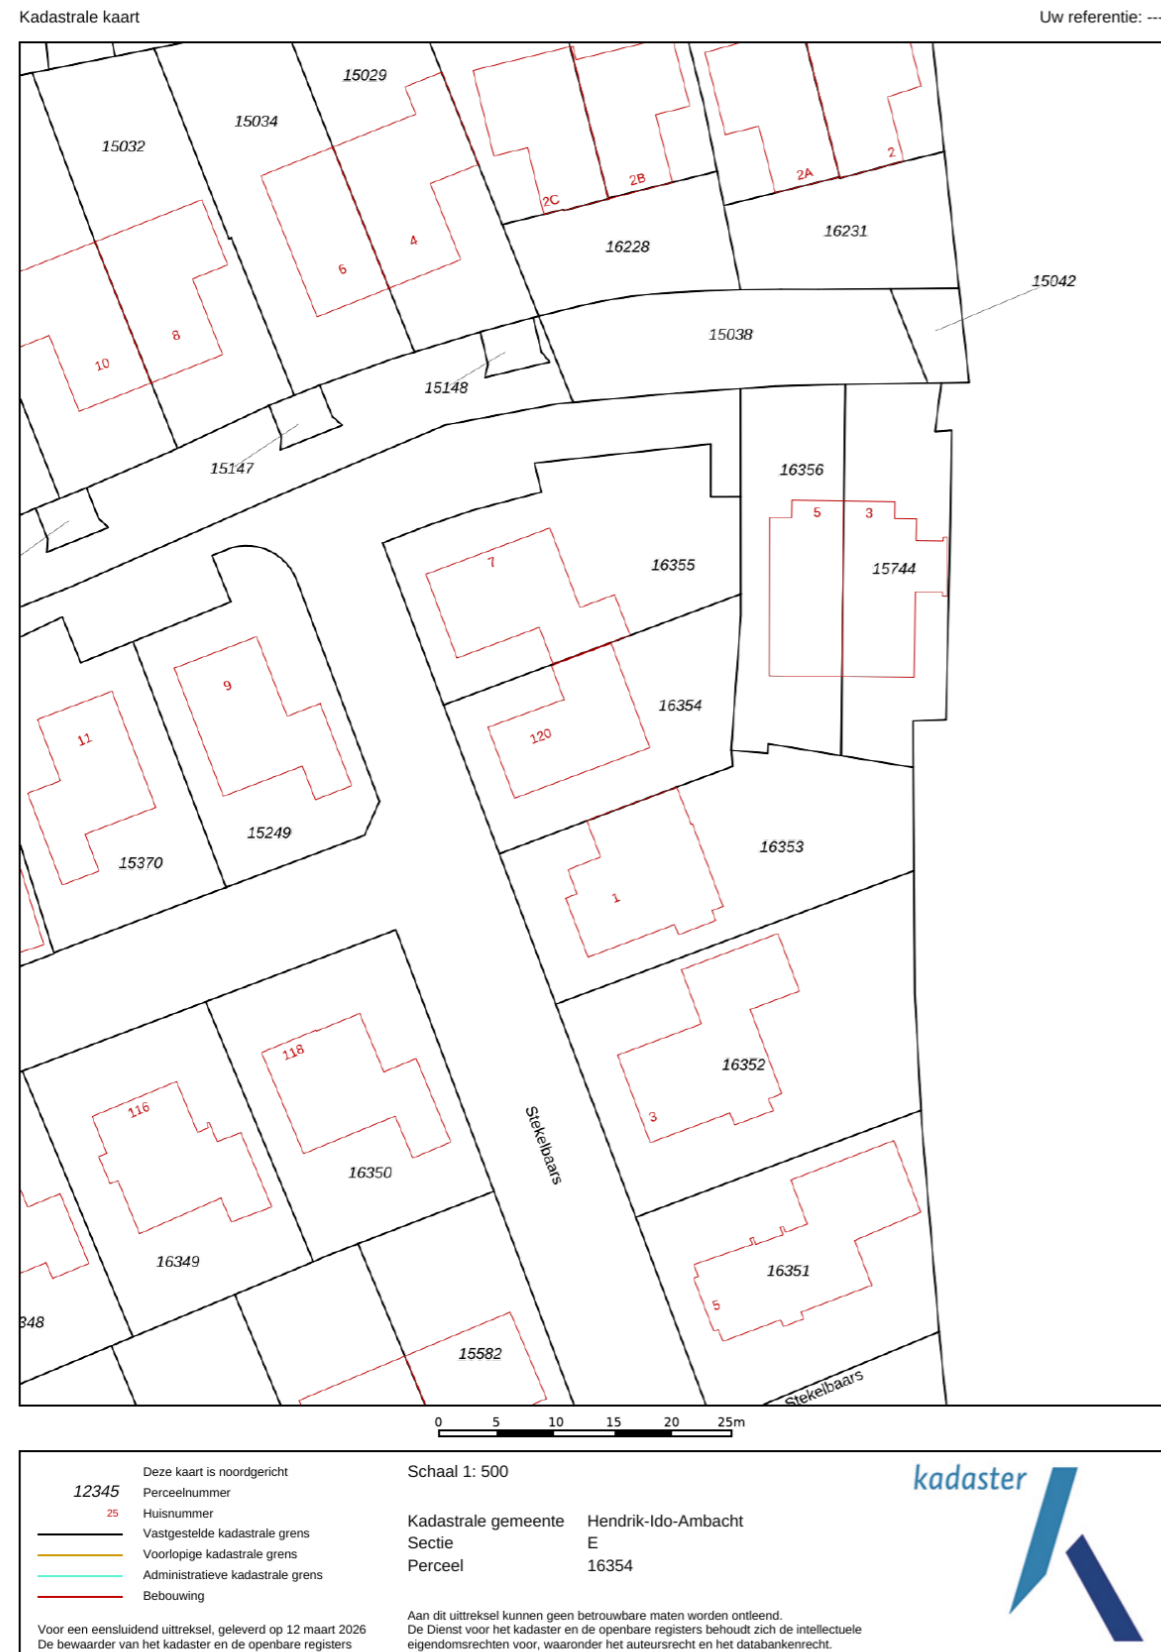 Kadastrale kaart
Uw referentie: ---
15029
15034
15032
2C
2B
2A
2
4
6
8
10
16228
16231
15042
15038
15148
15147
16356
5
3
7
16355
15744
9
11
16354
120
15249
15370
16353
1
118
116
16352
3
Stekelbaars
16350
16349
16351
5
348
15582
Stekelbaars
0 5 10 15 20 25m
Deze kaart is noordgericht
12345 Perceelnummer
25 Huisnummer
Vastgestelde kadastrale grens
Voorlopige kadastrale grens
Administratieve kadastrale grens
Bebouwing
Voor een eensluidend uittreksel, geleverd op 12 maart 2026
De bewaarder van het kadaster en de openbare registers
Schaal 1: 500
Kadastrale gemeente Hendrik-Ido-Ambacht
Sectie E
Perceel 16354
Aan dit uittreksel kunnen geen betrouwbare maten worden ontleend.
De Dienst voor het kadaster en de openbare registers behoudt zich de intellectuele
eigendomsrechten voor, waaronder het auteursrecht en het databankenrecht.
kadaster